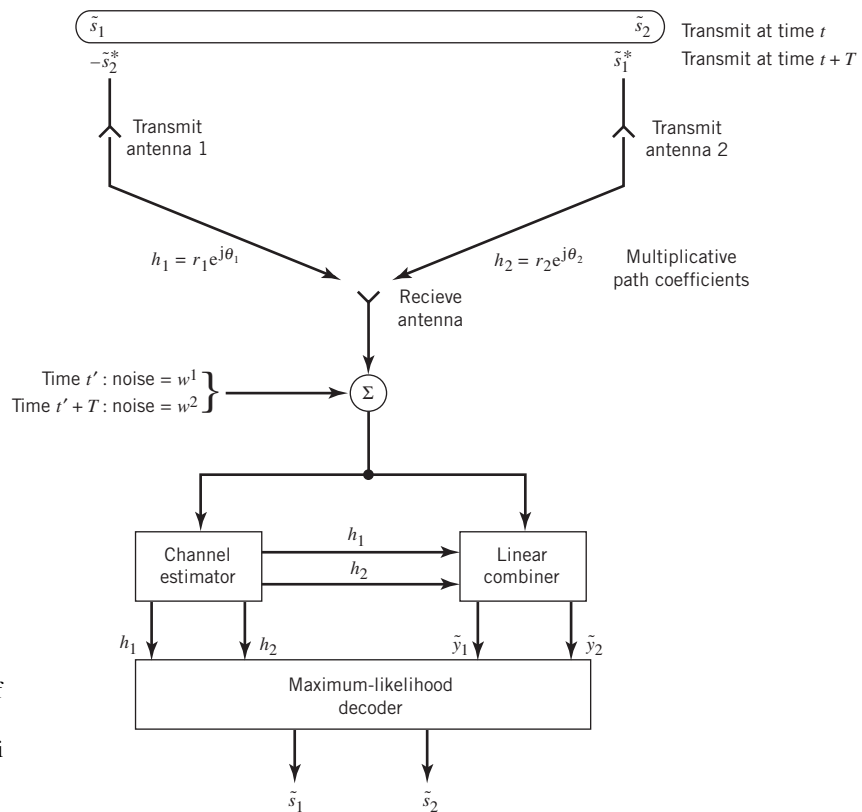 s̃₁ s̃₂ Transmit at time t
−s̃₂* s̃₁* Transmit at time t + T
Transmit
antenna 1
Transmit
antenna 2
h₁ = r₁e^jθ₁
h₂ = r₂e^jθ₂
Multiplicative
path coefficients
Recieve
antenna
Time t′ : noise = w¹
Time t′ + T : noise = w²
}
Σ
Channel
estimator
h₁
h₂
Linear
combiner
h₁ h₂ ỹ₁ ỹ₂
Maximum-likelihood
decoder
s̃₁ s̃₂
f
i